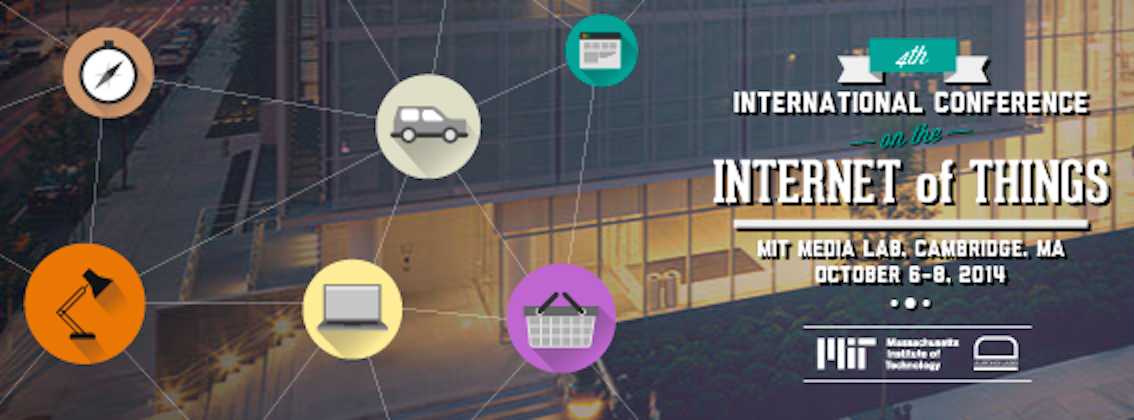 4th
INTERNATIONAL CONFERENCE
on the
INTERNET of THINGS
MIT MEDIA LAB, CAMBRIDGE, MA
OCTOBER 6-8, 2014
MIT
Massachusetts
Institute of
Technology